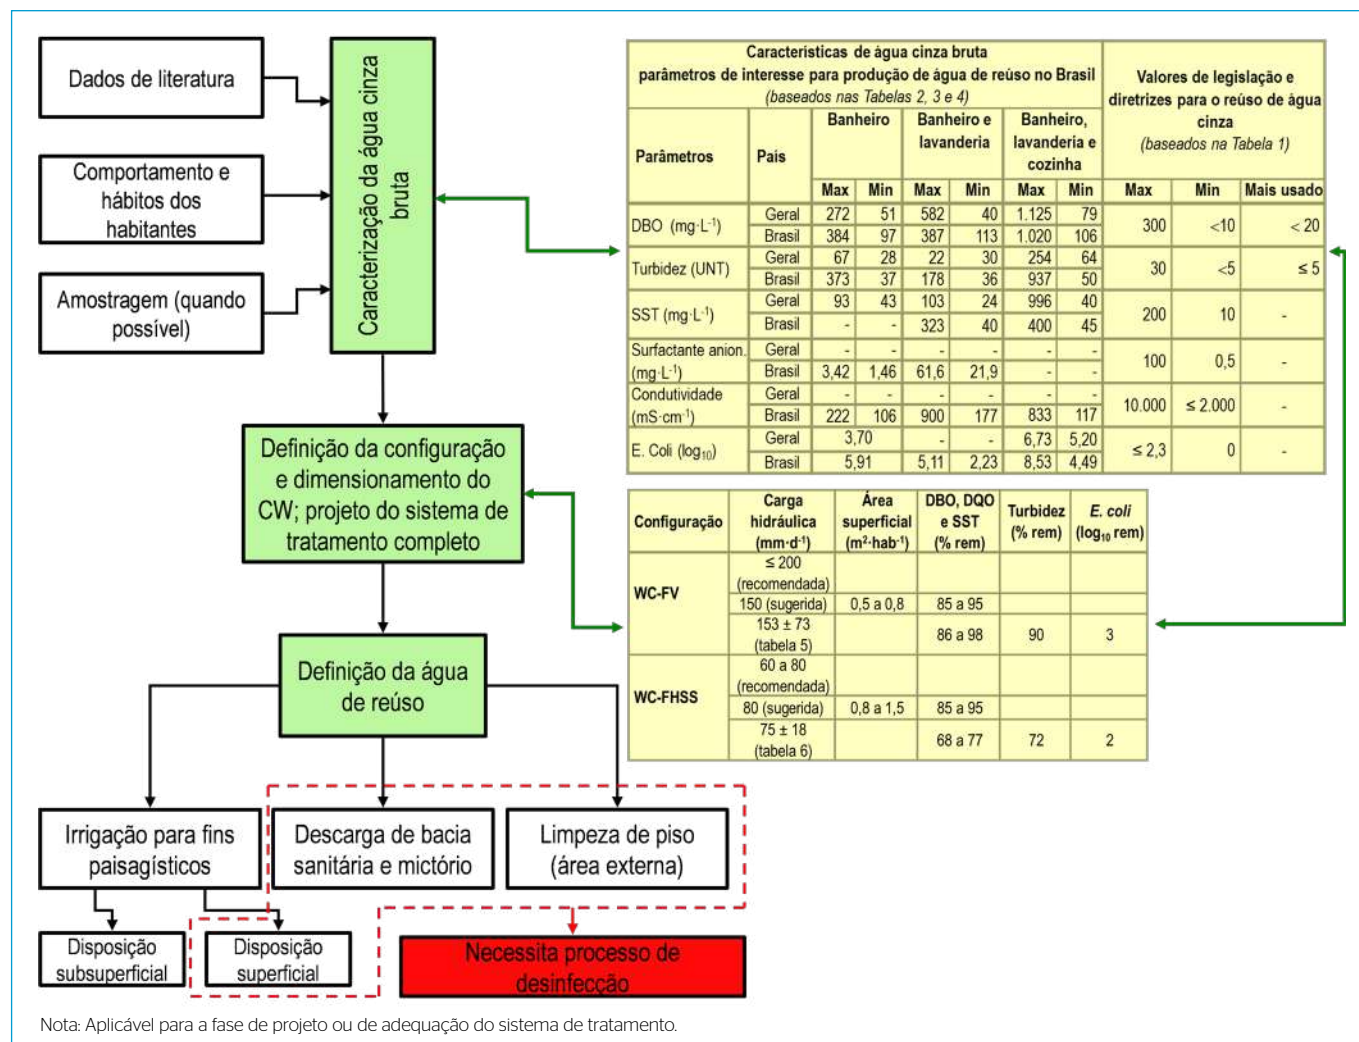 Dados de literatura
Comportamento e
hábitos dos
habitantes
Amostragem (quando
possível)
Caracterização da água cinza
bruta
Definição da configuração
e dimensionamento do
CW; projeto do sistema de
tratamento completo
Definição da água
de reúso
Irrigação para fins
paisagísticos
Descarga de bacia
sanitária e mictório
Limpeza de piso
(área externa)
Disposição
subsuperficial
Disposição
superficial
Necessita processo de
desinfecção
Características de água cinza bruta
parâmetros de interesse para produção de água de reúso no Brasil
(baseados nas Tabelas 2, 3 e 4)
Valores de legislação e
diretrizes para o reúso de água
cinza
(baseados na Tabela 1)
Parâmetros País Banheiro Banheiro e
lavanderia Banheiro,
lavanderia e
cozinha
Max Min Max Min Max Min Max Min Mais usado
DBO (mg·L-1) Geral 272 51 582 40 1.125 79 300 <10 < 20
Brasil 384 97 387 113 1.020 106
Turbidez (UNT) Geral 67 28 22 30 254 64 30 <5 ≤ 5
Brasil 373 37 178 36 937 50
SST (mg·L-1) Geral 93 43 103 24 996 40 200 10 -
Brasil - - 323 40 400 45
Surfactante anion.
(mg·L-1) Geral - - - - - - 100 0,5 -
Brasil 3,42 1,46 61,6 21,9 - -
Condutividade
(mS·cm-1) Geral - - - - - - 10.000 ≤ 2.000 -
Brasil 222 106 900 177 833 117
E. Coli (log10) Geral 3,70 - - 6,73 5,20 ≤ 2,3 0 -
Brasil 5,91 5,11 2,23 8,53 4,49
Configuração Carga
hidráulica
(mm·d-1) Área
superficial
(m2·hab-1) DBO, DQO
e SST
(% rem) Turbidez
(% rem) E. coli
(log10 rem)
WC-FV ≤ 200
(recomendada)
150 (sugerida) 0,5 a 0,8 85 a 95
153 ± 73
(tabela 5) 86 a 98 90 3
WC-FHSS 60 a 80
(recomendada)
80 (sugerida) 0,8 a 1,5 85 a 95
75 ± 18
(tabela 6) 68 a 77 72 2
Nota: Aplicável para a fase de projeto ou de adequação do sistema de tratamento.